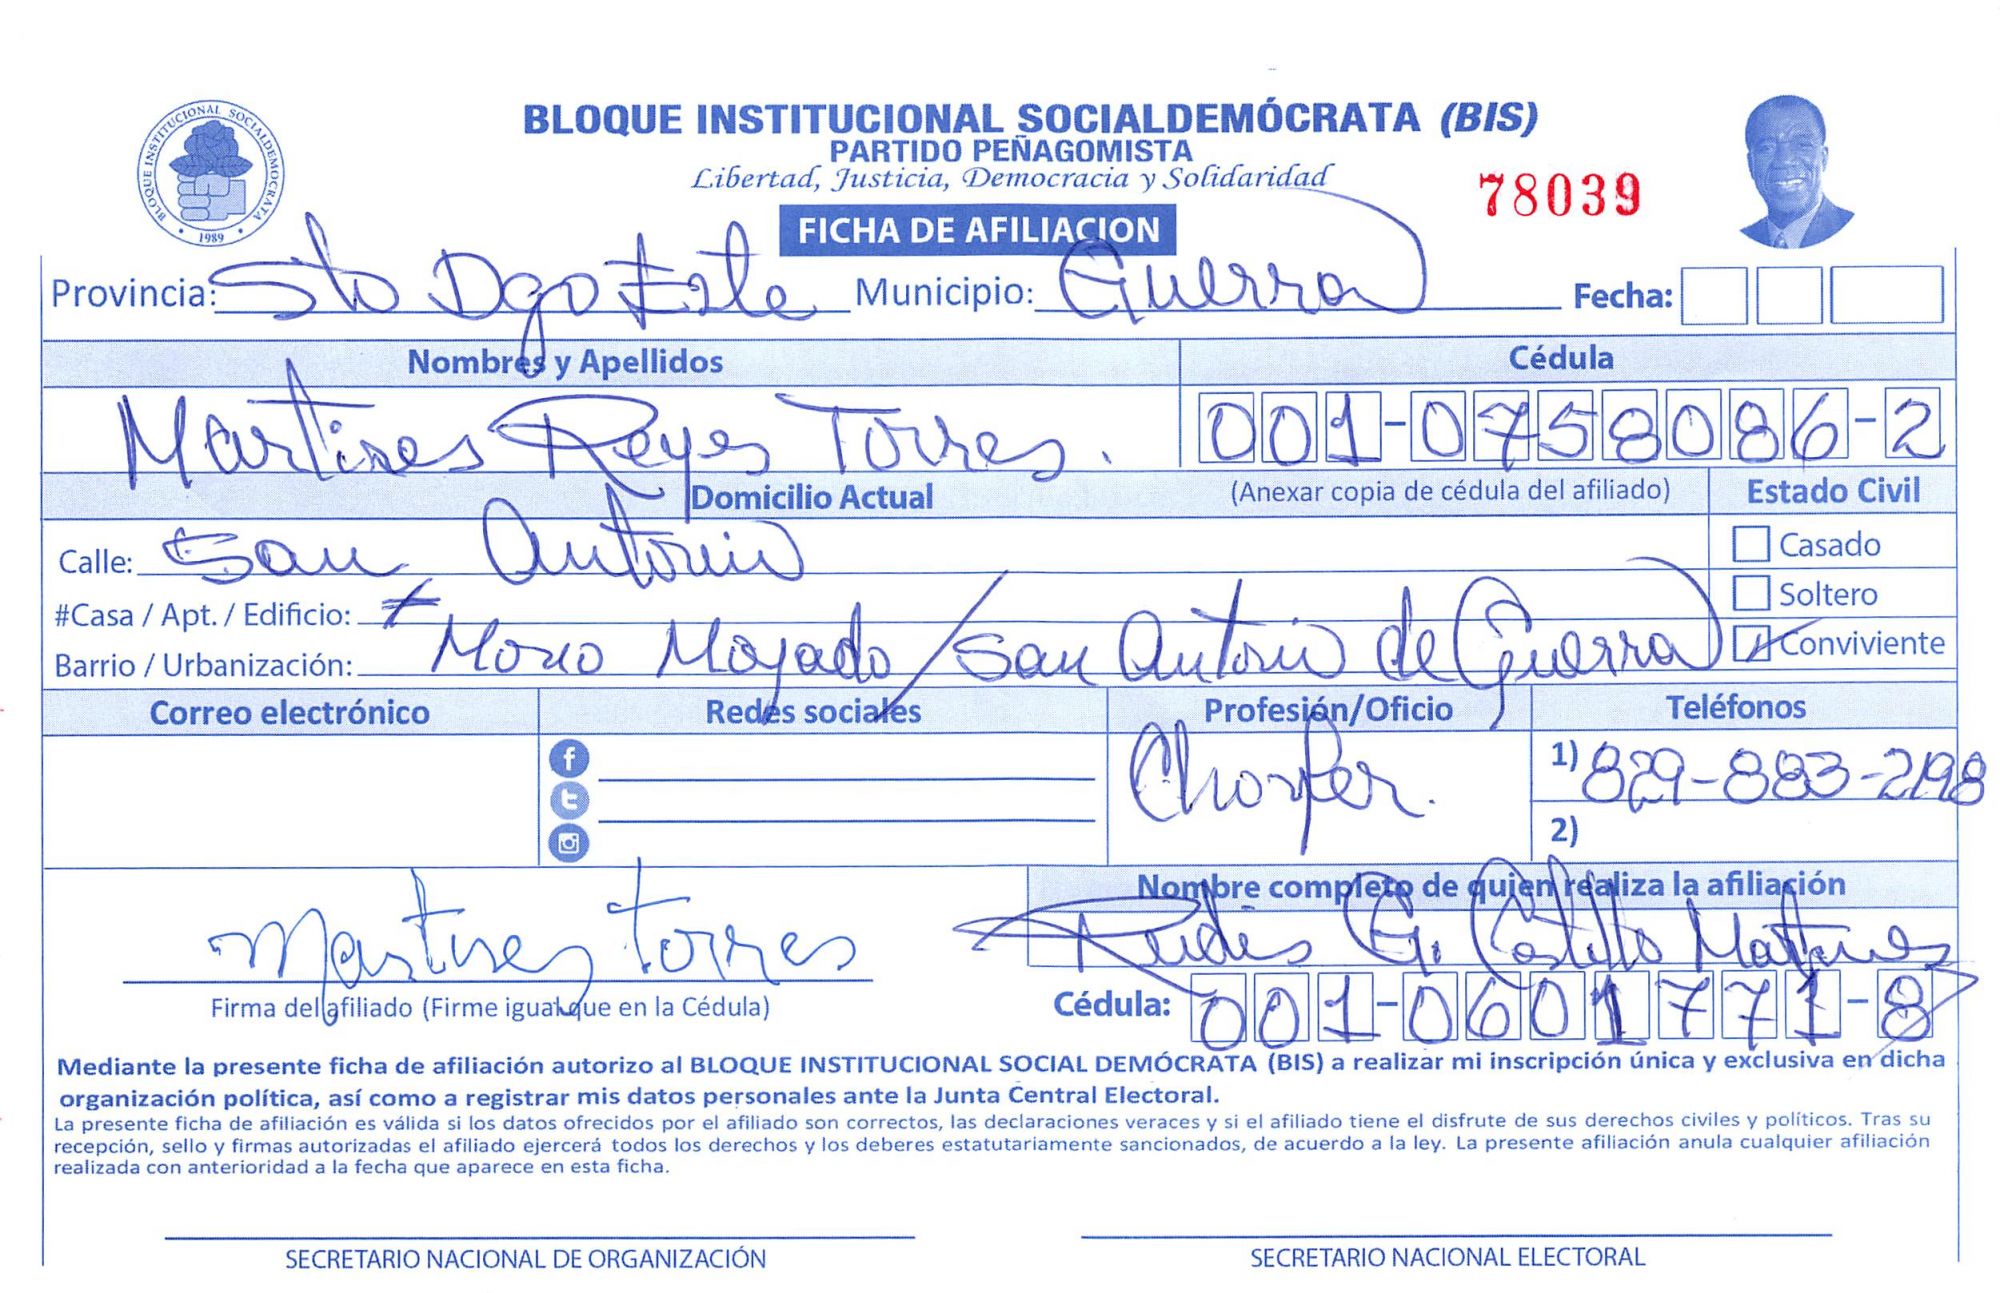 BLOQUE INSTITUCIONAL SOCIALDEMÓCRATA (BIS)
PARTIDO PEÑAGOMISTA
Libertad, Justicia, Democracia y Solidaridad
BLOQUE INSTITUCIONAL SOCIALDEMOCRATA
1989
78039
FICHA DE AFILIACION
Provincia: Sto Dgo Este Municipio: Guerra Fecha:
Nombres y Apellidos Cédula
Martires Reyes Torres. 001-0758086-2
Domicilio Actual (Anexar copia de cédula del afiliado) Estado Civil
Calle: San Antonio
Casado
#Casa / Apt. / Edificio:
Soltero
Barrio / Urbanización: Mojado / San Antonio de Guerra
Conviviente
Correo electrónico Redes sociales Profesión/Oficio Teléfonos
Chofer. 1) 829-883-2198
2)
Nombre completo de quien realiza la afiliación
Martires Torres G. Castillo
Firma del afiliado (Firme igual que en la Cédula) Cédula: 001-0601771-8
Mediante la presente ficha de afiliación autorizo al BLOQUE INSTITUCIONAL SOCIAL DEMÓCRATA (BIS) a realizar mi inscripción única y exclusiva en dicha
organización política, así como a registrar mis datos personales ante la Junta Central Electoral.
La presente ficha de afiliación es válida si los datos ofrecidos por el afiliado son correctos, las declaraciones veraces y si el afiliado tiene el disfrute de sus derechos civiles y políticos. Tras su
recepción, sello y firmas autorizadas el afiliado ejercerá todos los derechos y los deberes estatutariamente sancionados, de acuerdo a la ley. La presente afiliación anula cualquier afiliación
realizada con anterioridad a la fecha que aparece en esta ficha.
SECRETARIO NACIONAL DE ORGANIZACIÓN SECRETARIO NACIONAL ELECTORAL